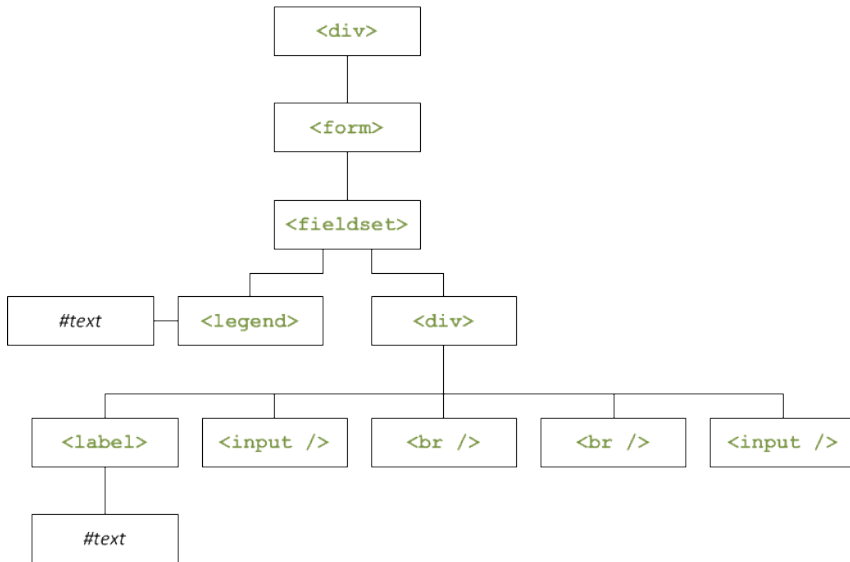 <div>
<form>
<fieldset>
#text <legend> <div>
<label> <input /> <br /> <br /> <input />
#text